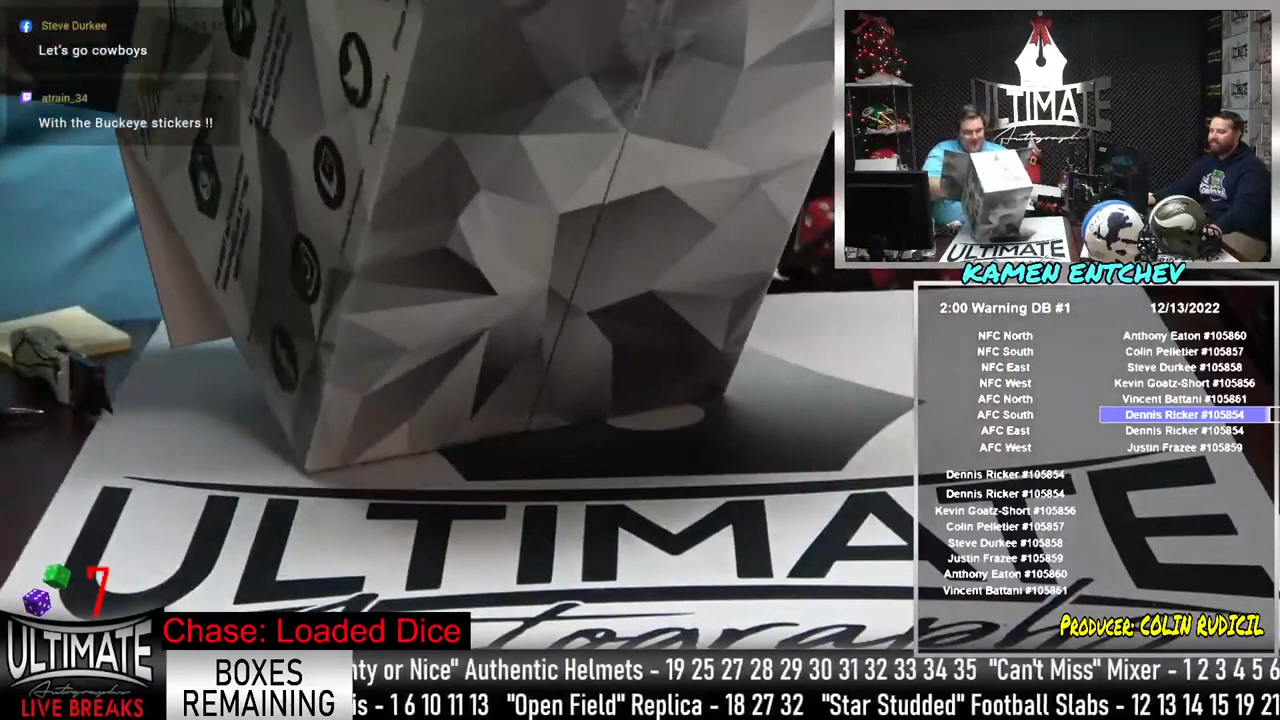 Steve Durkee
Let's go cowboys
atrain_34
With the Buckeye stickers !!
ULTIMATE
Autographs
ULTIMATE
KAMEN ENTCHEV
2:00 Warning DB #1 12/13/2022
NFC North Anthony Eaton #105860
NFC South Colin Pelletier #105857
NFC East Steve Durkee #105858
NFC West Kevin Goatz-Short #105856
AFC North Vincent Battani #105861
AFC South Dennis Ricker #105854
AFC East Dennis Ricker #105854
AFC West Justin Frazee #105859
Dennis Ricker #105854
Dennis Ricker #105854
Kevin Goatz-Short #105856
Colin Pelletier #105857
Steve Durkee #105858
Justin Frazee #105859
Anthony Eaton #105860
Vincent Battani #105861
Producer: COLIN RUDICIL
ULTIMATE
Autograph
7
ULTIMATE
Autographs
LIVE BREAKS
Chase: Loaded Dice
BOXES
REMAINING
nty or Nice" Authentic Helmets - 19 25 27 28 29 30 31 32 33 34 35 "Can't Miss" Mixer - 1 2 3 4 5 6
is - 1 6 10 11 13 "Open Field" Replica - 18 27 32 "Star Studded" Football Slabs - 12 13 14 15 19 21